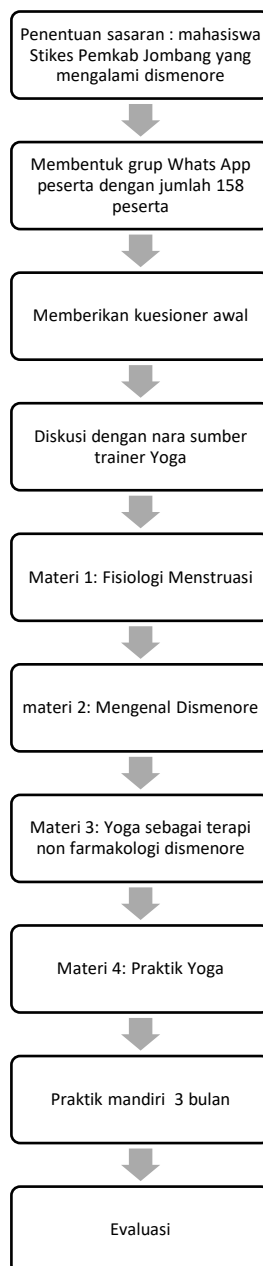 Penentuan sasaran : mahasiswa
Stikes Pemkab Jombang yang
mengalami dismenore
Membentuk grup Whats App
peserta dengan jumlah 158
peserta
Memberikan kuesioner awal
Diskusi dengan nara sumber
trainer Yoga
Materi 1: Fisiologi Menstruasi
materi 2: Mengenal Dismenore
Materi 3: Yoga sebagai terapi
non farmakologi dismenore
Materi 4: Praktik Yoga
Praktik mandiri 3 bulan
Evaluasi